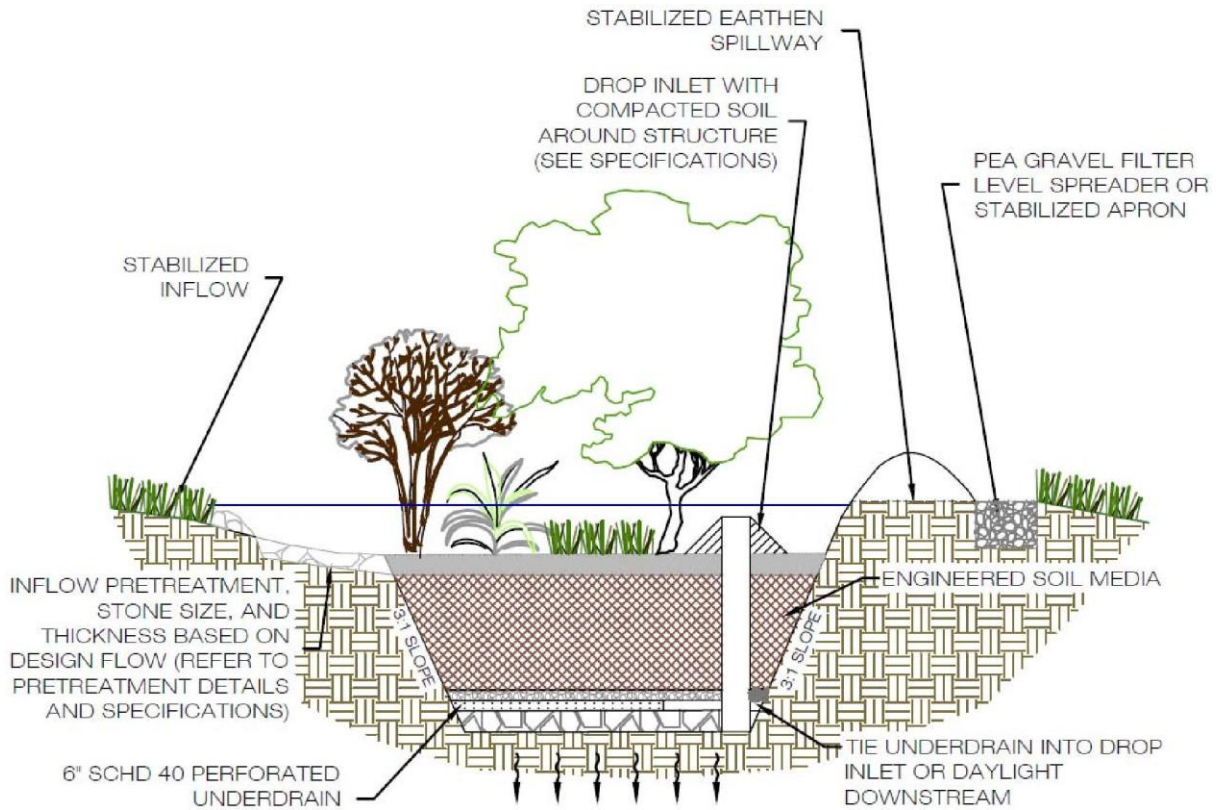 STABILIZED EARTHEN
SPILLWAY
DROP INLET WITH
COMPACTED SOIL
AROUND STRUCTURE
(SEE SPECIFICATIONS)
PEA GRAVEL FILTER
LEVEL SPREADER OR
STABILIZED APRON
STABILIZED
INFLOW
INFLOW PRETREATMENT,
STONE SIZE, AND
THICKNESS BASED ON
DESIGN FLOW (REFER TO
PRETREATMENT DETAILS
AND SPECIFICATIONS)
3:1 SLOPE
3:1 SLOPE
ENGINEERED SOIL MEDIA
6" SCHD 40 PERFORATED
UNDERDRAIN
TIE UNDERDRAIN INTO DROP
INLET OR DAYLIGHT
DOWNSTREAM